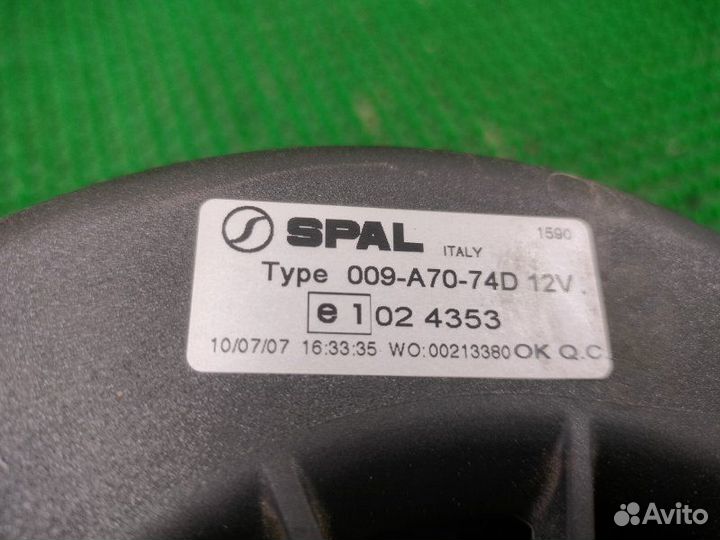 SPAL ITALY 1590
Type 009-A70-74D 12V
e 1 02 4353
10/07/07 16:33:35 WO:00213380 OK Q.C.
Avito